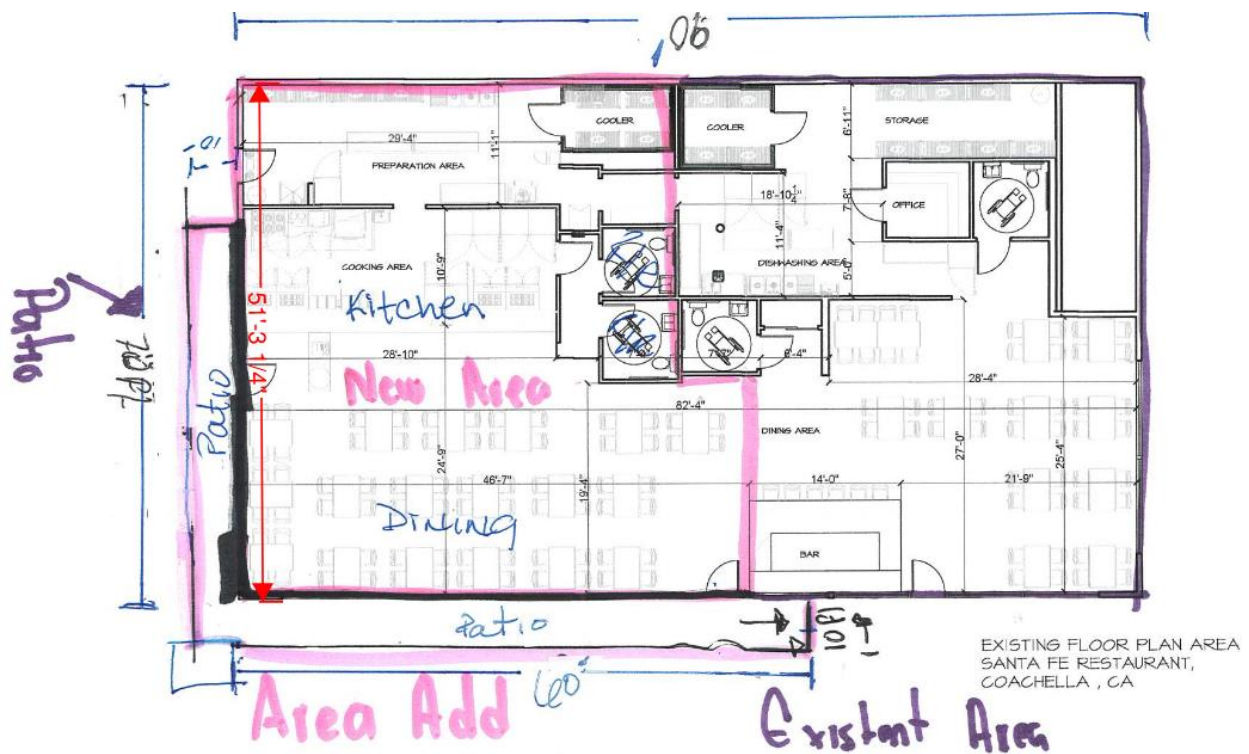 90'
COOLER
COOLER
STORAGE
6'-11"
29'-4"
11'-1"
PREPARATION AREA
18'-10 1/4"
7'-8"
OFFICE
11'-4"
DISHWASHING AREA
5'-0"
COOKING AREA
10'-9"
Kitchen
51'-3 1/4"
Patio
70 FT
Patio
28'-10"
6'-4"
New Area
28'-4"
82'-4"
DINING AREA
24'-9"
27'-0"
25'-4"
46'-7"
19'-4"
14'-0"
21'-9"
DINING
BAR
Patio
10 FT
60'
EXISTING FLOOR PLAN AREA
SANTA FE RESTAURANT,
COACHELLA , CA
Area Add
Existent Area